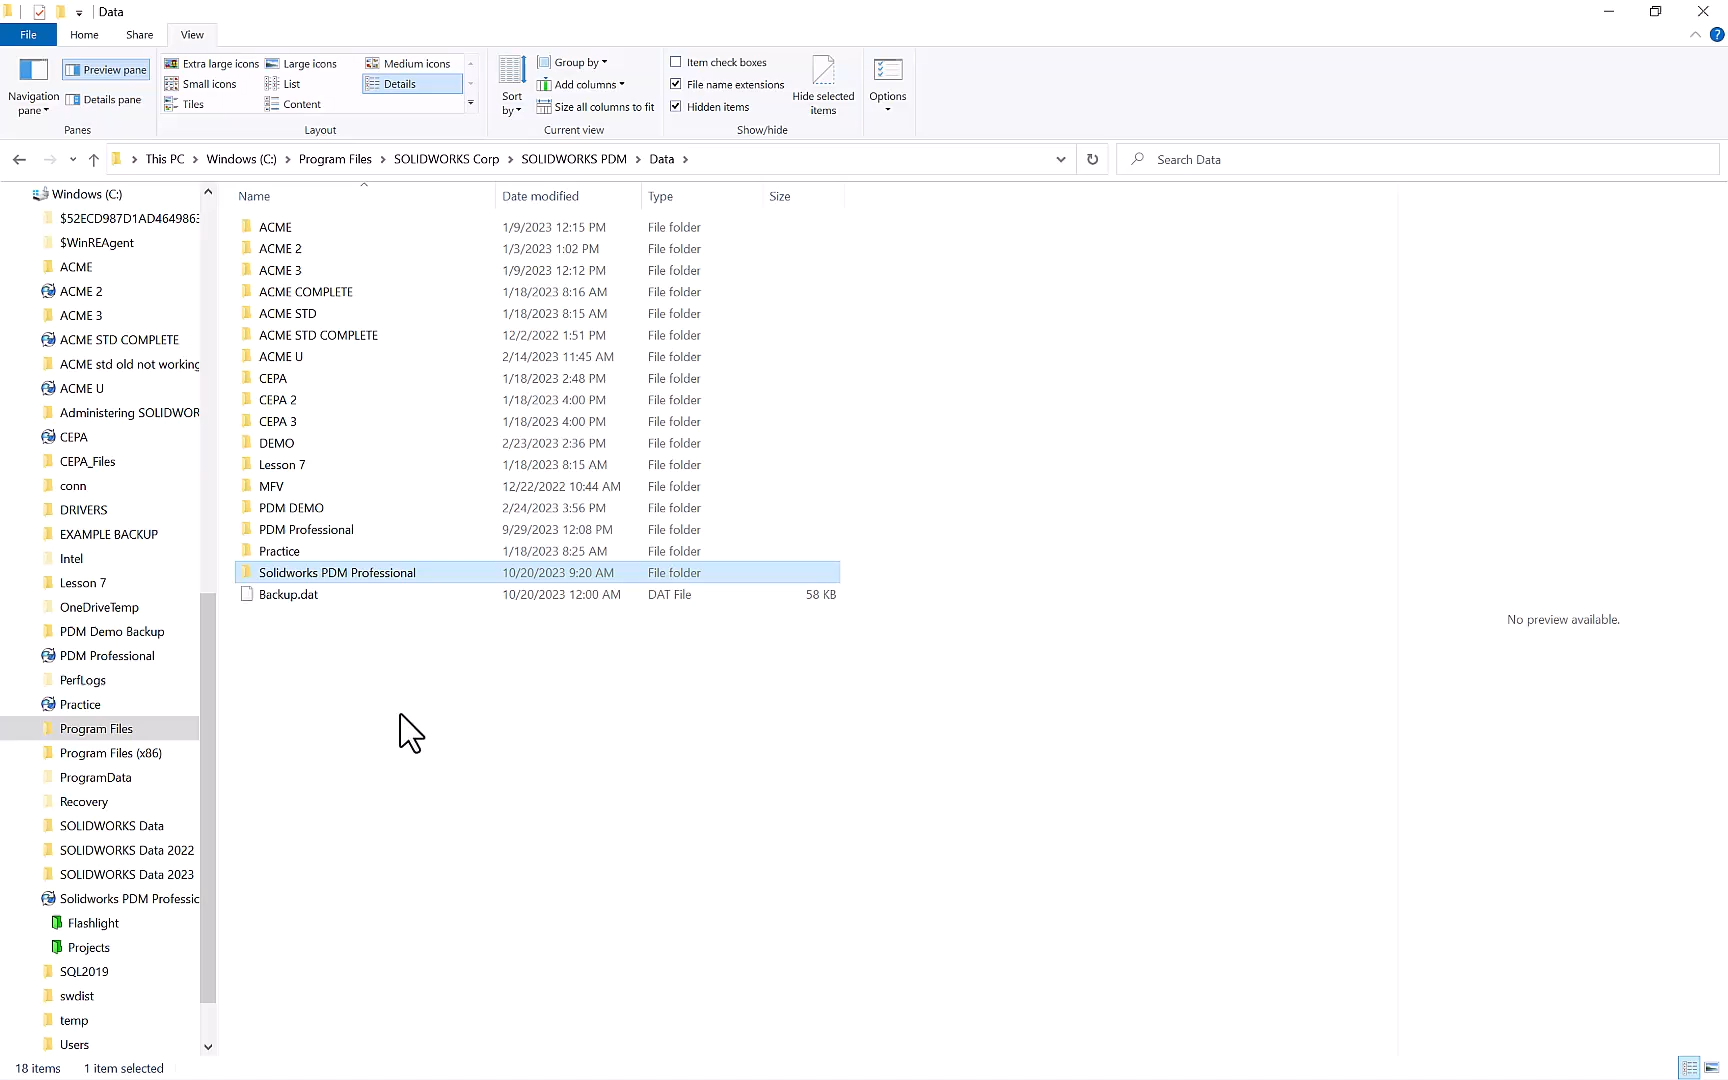 Data
File Home Share View
Navigation pane
Preview pane
Details pane
Panes
Extra large icons Large icons Medium icons
Small icons List Details
Tiles Content
Layout
Sort by
Group by
Add columns
Size all columns to fit
Current view
Item check boxes
File name extensions
Hidden items
Hide selected items
Show/hide
Options
This PC > Windows (C:) > Program Files > SOLIDWORKS Corp > SOLIDWORKS PDM > Data >
Search Data
Windows (C:)
$52ECD987D1AD464986
$WinREAgent
ACME
ACME 2
ACME 3
ACME STD COMPLETE
ACME std old not working
ACME U
Administering SOLIDWOR
CEPA
CEPA_Files
conn
DRIVERS
EXAMPLE BACKUP
Intel
Lesson 7
OneDriveTemp
PDM Demo Backup
PDM Professional
PerfLogs
Practice
Program Files
Program Files (x86)
ProgramData
Recovery
SOLIDWORKS Data
SOLIDWORKS Data 2022
SOLIDWORKS Data 2023
Solidworks PDM Professic
Flashlight
Projects
SQL2019
swdist
temp
Users
Name Date modified Type Size
ACME 1/9/2023 12:15 PM File folder
ACME 2 1/3/2023 1:02 PM File folder
ACME 3 1/9/2023 12:12 PM File folder
ACME COMPLETE 1/18/2023 8:16 AM File folder
ACME STD 1/18/2023 8:15 AM File folder
ACME STD COMPLETE 12/2/2022 1:51 PM File folder
ACME U 2/14/2023 11:45 AM File folder
CEPA 1/18/2023 2:48 PM File folder
CEPA 2 1/18/2023 4:00 PM File folder
CEPA 3 1/18/2023 4:00 PM File folder
DEMO 2/23/2023 2:36 PM File folder
Lesson 7 1/18/2023 8:15 AM File folder
MFV 12/22/2022 10:44 AM File folder
PDM DEMO 2/24/2023 3:56 PM File folder
PDM Professional 9/29/2023 12:08 PM File folder
Practice 1/18/2023 8:25 AM File folder
Solidworks PDM Professional 10/20/2023 9:20 AM File folder
Backup.dat 10/20/2023 12:00 AM DAT File 58 KB
No preview available.
18 items 1 item selected